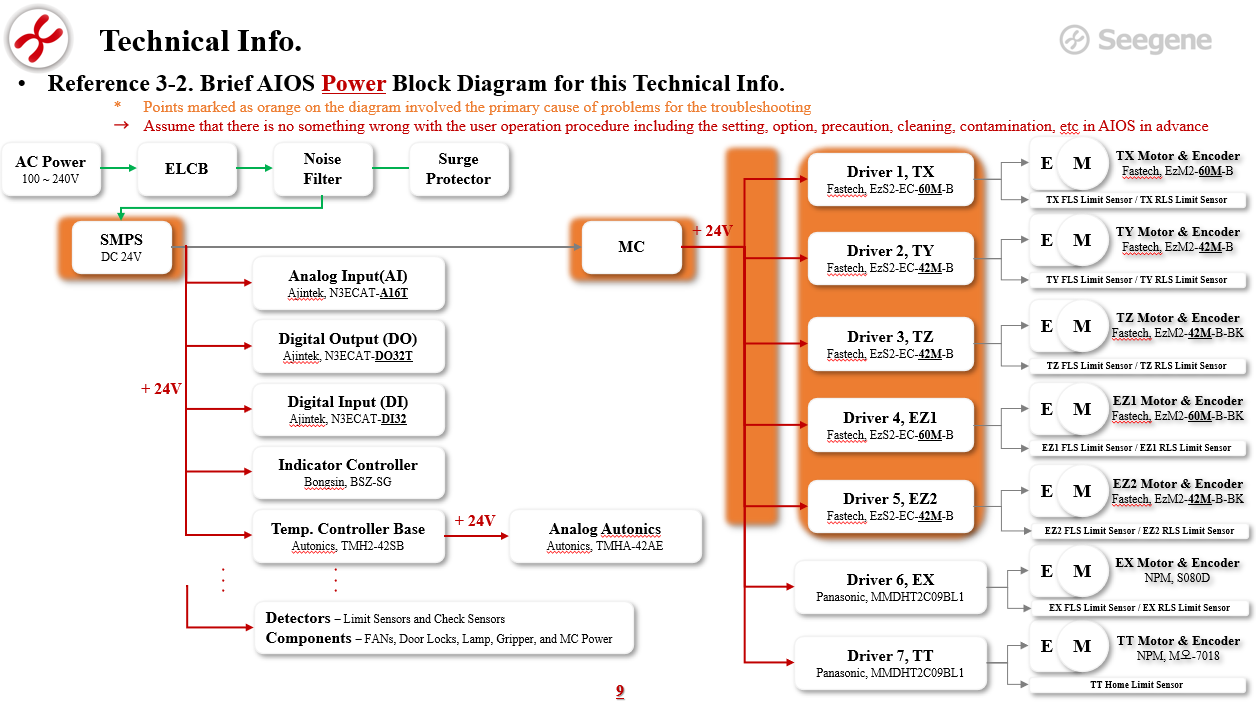 Technical Info.
Seegene
• Reference 3-2. Brief AIOS Power Block Diagram for this Technical Info.
* Points marked as orange on the diagram involved the primary cause of problems for the troubleshooting
→ Assume that there is no something wrong with the user operation procedure including the setting, option, precaution, cleaning, contamination, etc in AIOS in advance
AC Power
100 ~ 240V
ELCB
Noise
Filter
Surge
Protector
SMPS
DC 24V
MC
+ 24V
Analog Input(AI)
Ajintek, N3ECAT-A16T
Digital Output (DO)
Ajintek, N3ECAT-DO32T
+ 24V
Digital Input (DI)
Ajintek, N3ECAT-DI32
Indicator Controller
Bongsin, BSZ-SG
Temp. Controller Base
Autonics, TMH2-42SB
+ 24V
Analog Autonics
Autonics, TMHA-42AE
Detectors – Limit Sensors and Check Sensors
Components – FANs, Door Locks, Lamp, Gripper, and MC Power
Driver 1, TX
Fastech, EzS2-EC-60M-B
E M
TX Motor & Encoder
Fastech, EzM2-60M-B
TX FLS Limit Sensor / TX RLS Limit Sensor
Driver 2, TY
Fastech, EzS2-EC-42M-B
E M
TY Motor & Encoder
Fastech, EzM2-42M-B
TY FLS Limit Sensor / TY RLS Limit Sensor
Driver 3, TZ
Fastech, EzS2-EC-42M-B
E M
TZ Motor & Encoder
Fastech, EzM2-42M-B-BK
TZ FLS Limit Sensor / TZ RLS Limit Sensor
Driver 4, EZ1
Fastech, EzS2-EC-60M-B
E M
EZ1 Motor & Encoder
Fastech, EzM2-60M-B-BK
EZ1 FLS Limit Sensor / EZ1 RLS Limit Sensor
Driver 5, EZ2
Fastech, EzS2-EC-42M-B
E M
EZ2 Motor & Encoder
Fastech, EzM2-42M-B-BK
EZ2 FLS Limit Sensor / EZ2 RLS Limit Sensor
Driver 6, EX
Panasonic, MMDHT2C09BL1
E M
EX Motor & Encoder
NPM, S080D
EX FLS Limit Sensor / EX RLS Limit Sensor
Driver 7, TT
Panasonic, MMDHT2C09BL1
E M
TT Motor & Encoder
NPM, M오-7018
TT Home Limit Sensor
9